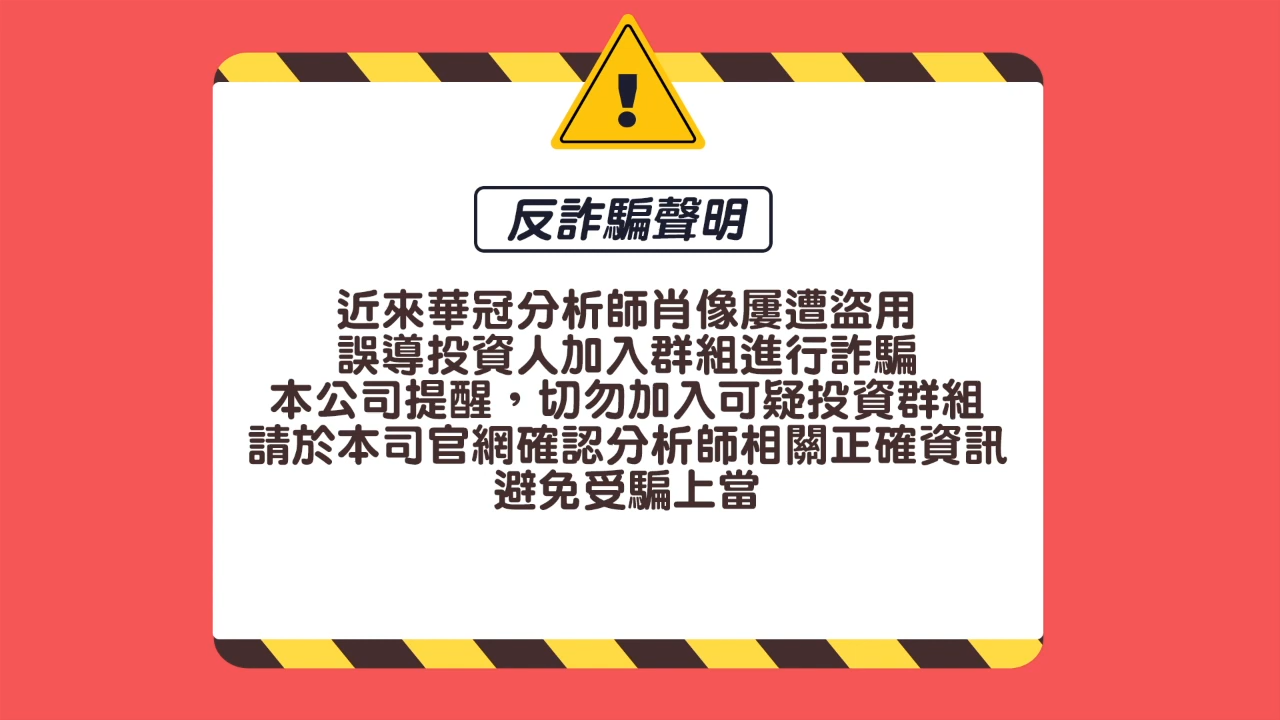 反詐騙聲明
近來華冠分析師肖像屢遭盜用
誤導投資人加入群組進行詐騙
本公司提醒，切勿加入可疑投資群組
請於本司官網確認分析師相關正確資訊
避免受騙上當